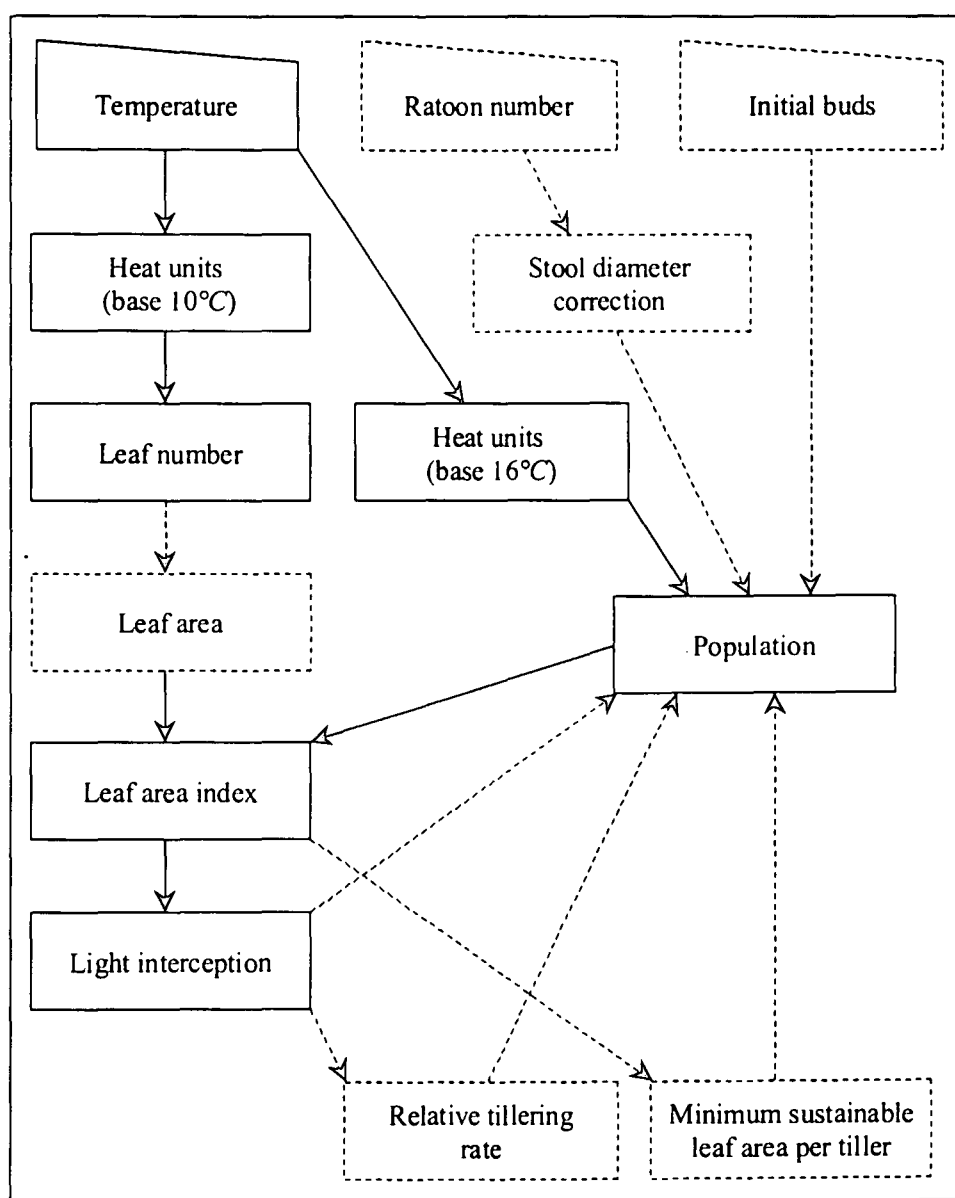 Temperature
Ratoon number
Initial buds
Heat units
(base 10°C)
Stool diameter
correction
Leaf number
Heat units
(base 16°C)
Leaf area
Population
Leaf area index
Light interception
Relative tillering
rate
Minimum sustainable
leaf area per tiller